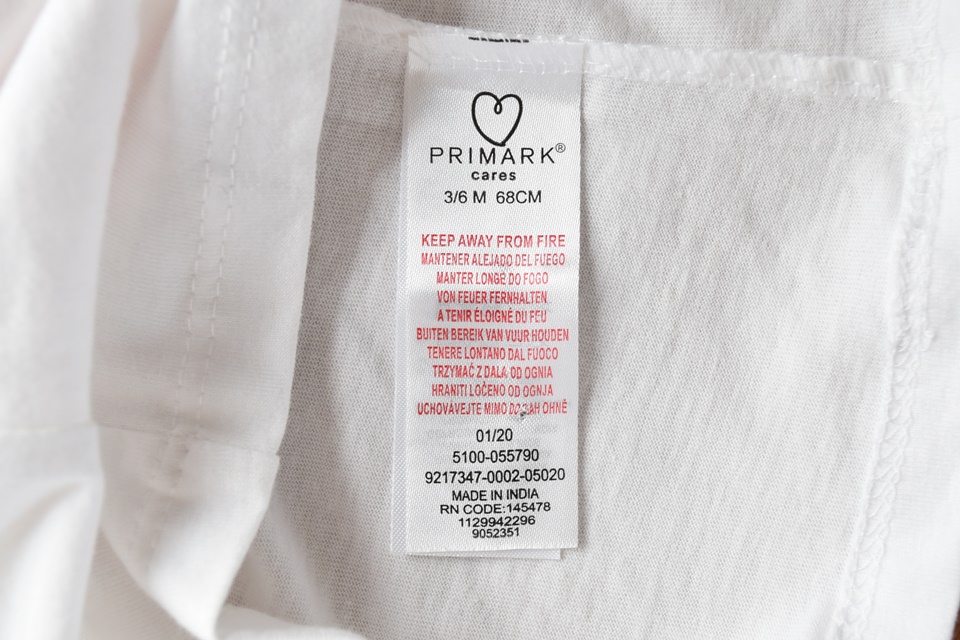 PRIMARK®
cares
3/6 M 68CM
KEEP AWAY FROM FIRE
MANTENER ALEJADO DEL FUEGO
MANTER LONGE DO FOGO
VON FEUER FERNHALTEN
A TENIR ÉLOIGNÉ DU FEU
BUITEN BEREIK VAN VUUR HOUDEN
TENERE LONTANO DAL FUOCO
TRZYMAĆ Z DALA OD OGNIA
HRANITI LOČENO OD OGNJA
UCHOVÁVEJTE MIMO DOSAH OHNĚ
01/20
5100-055790
9217347-0002-05020
MADE IN INDIA
RN CODE:145478
1129942296
9052351